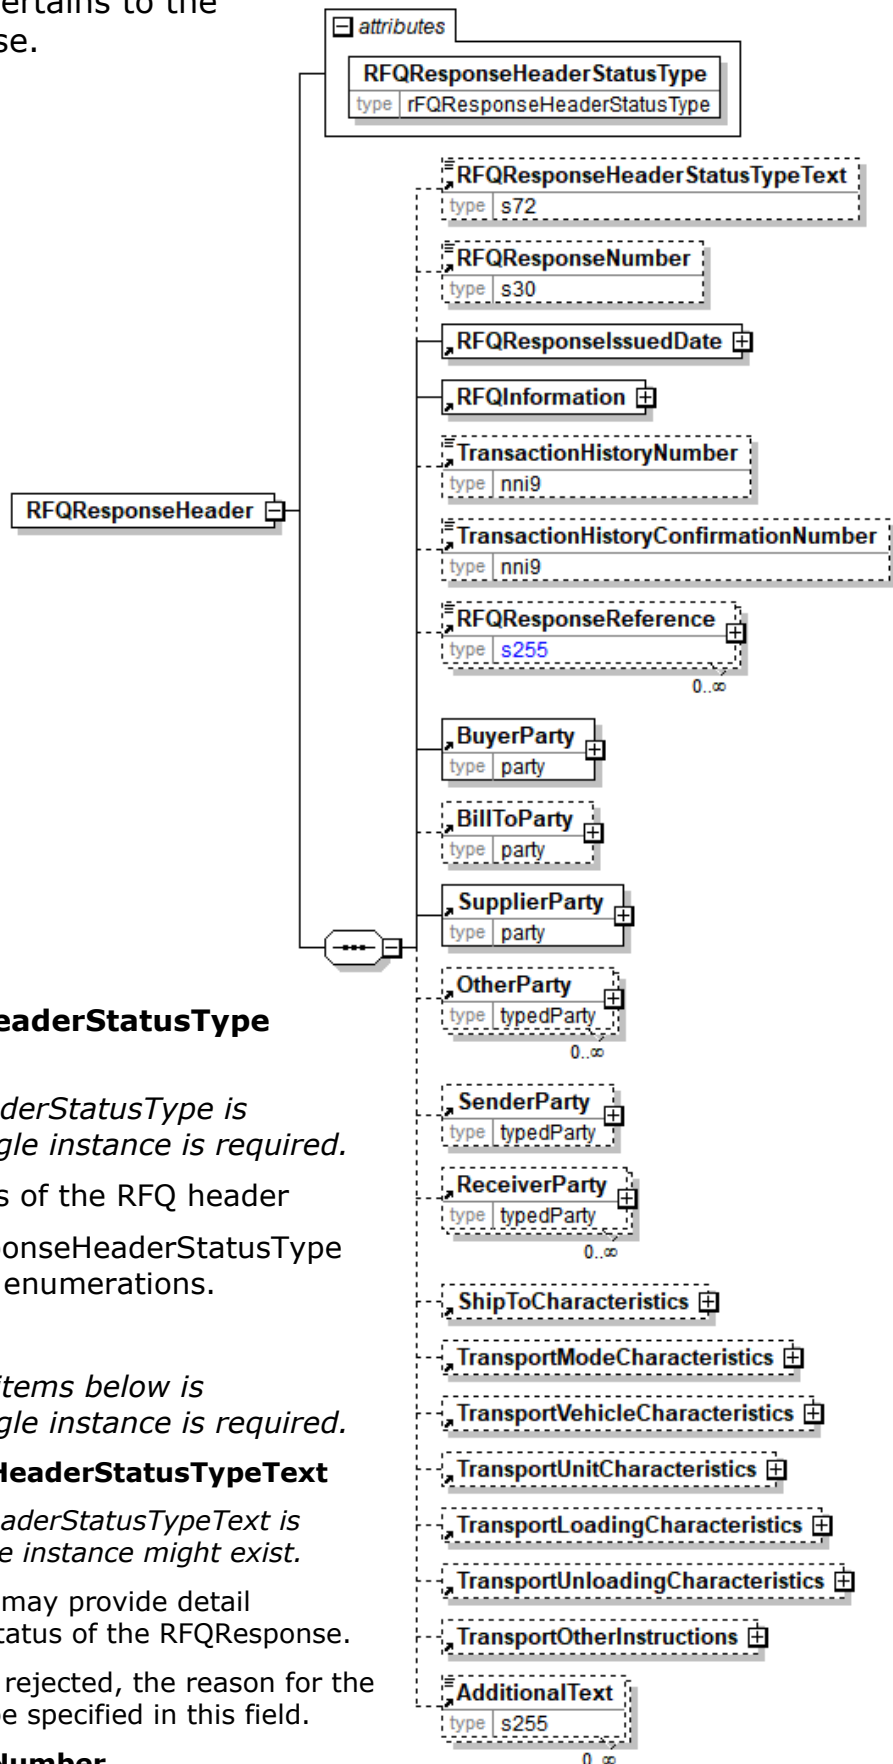 ertains to the
se.
attributes
RFQResponseHeaderStatusType
type rFQResponseHeaderStatusType
RFQResponseHeaderStatusTypeText
type s72
RFQResponseNumber
type s30
RFQResponseIssuedDate
RFQInformation
TransactionHistoryNumber
type nni9
RFQResponseHeader
TransactionHistoryConfirmationNumber
type nni9
RFQResponseReference
type s255
0..∞
BuyerParty
type party
BillToParty
type party
SupplierParty
type party
OtherParty
type typedParty
0..∞
SenderParty
type typedParty
ReceiverParty
type typedParty
0..∞
ShipToCharacteristics
TransportModeCharacteristics
TransportVehicleCharacteristics
TransportUnitCharacteristics
TransportLoadingCharacteristics
TransportUnloadingCharacteristics
TransportOtherInstructions
AdditionalText
type s255
0..∞
eaderStatusType
derStatusType is
gle instance is required.
s of the RFQ header
onseHeaderStatusType
enumerations.
items below is
gle instance is required.
HeaderStatusTypeText
aderStatusTypeText is
e instance might exist.
may provide detail
tatus of the RFQResponse.
rejected, the reason for the
be specified in this field.
Number